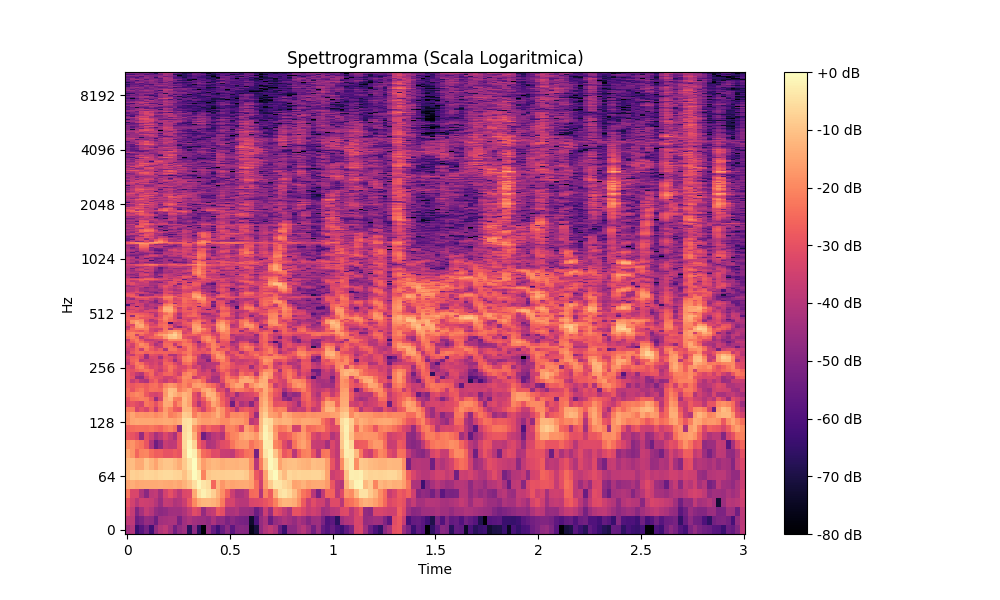 Spettrogramma (Scala Logaritmica)
Hz
8192
4096
2048
1024
512
256
128
64
0
0
0.5
1
1.5
2
2.5
3
Time
+0 dB
-10 dB
-20 dB
-30 dB
-40 dB
-50 dB
-60 dB
-70 dB
-80 dB